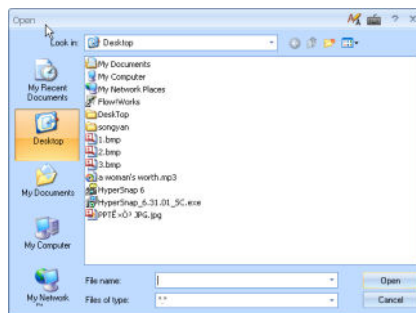 Open
Look in:
Desktop
My Recent
Documents
Desktop
My Documents
My Computer
My Network
My Documents
My Computer
My Network Places
Flow!Works
DeskTop
songyan
1.bmp
2.bmp
3.bmp
a woman's worth.mp3
HyperSnap 6
HyperSnap_6.31.01_SC.exe
JPG.jpg
File name:
Open
Files of type:
*.*
Cancel